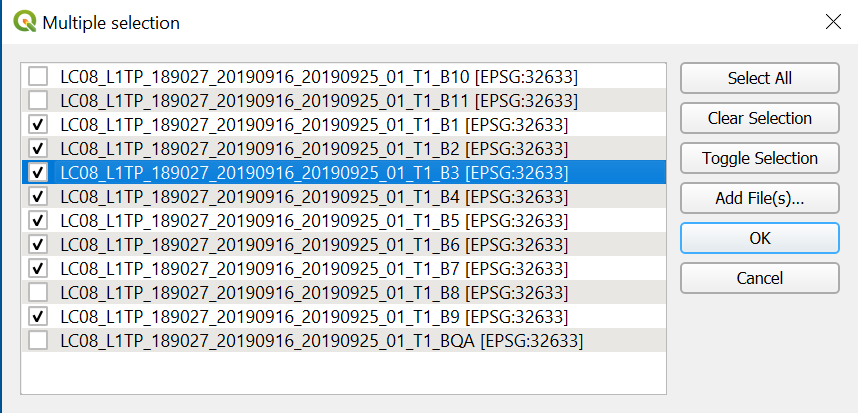 Multiple selection
LC08_L1TP_189027_20190916_20190925_01_T1_B10 [EPSG:32633]
LC08_L1TP_189027_20190916_20190925_01_T1_B11 [EPSG:32633]
LC08_L1TP_189027_20190916_20190925_01_T1_B1 [EPSG:32633]
LC08_L1TP_189027_20190916_20190925_01_T1_B2 [EPSG:32633]
LC08_L1TP_189027_20190916_20190925_01_T1_B3 [EPSG:32633]
LC08_L1TP_189027_20190916_20190925_01_T1_B4 [EPSG:32633]
LC08_L1TP_189027_20190916_20190925_01_T1_B5 [EPSG:32633]
LC08_L1TP_189027_20190916_20190925_01_T1_B6 [EPSG:32633]
LC08_L1TP_189027_20190916_20190925_01_T1_B7 [EPSG:32633]
LC08_L1TP_189027_20190916_20190925_01_T1_B8 [EPSG:32633]
LC08_L1TP_189027_20190916_20190925_01_T1_B9 [EPSG:32633]
LC08_L1TP_189027_20190916_20190925_01_T1_BQA [EPSG:32633]
Select All
Clear Selection
Toggle Selection
Add File(s)...
OK
Cancel